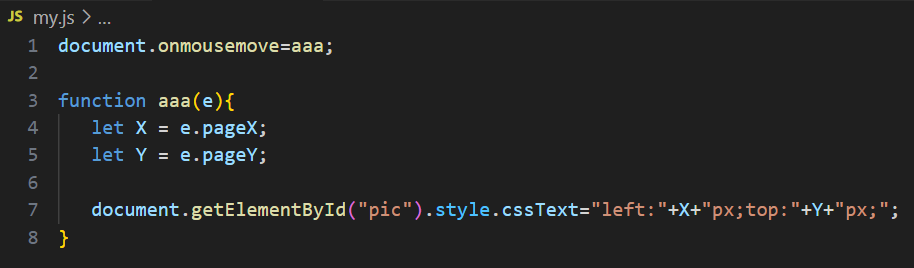 JS my.js > ...
1 document.onmousemove=aaa;
2
3 function aaa(e){
4 let X = e.pageX;
5 let Y = e.pageY;
6
7 document.getElementById("pic").style.cssText="left:"+X+"px;top:"+Y+"px;";
8 }